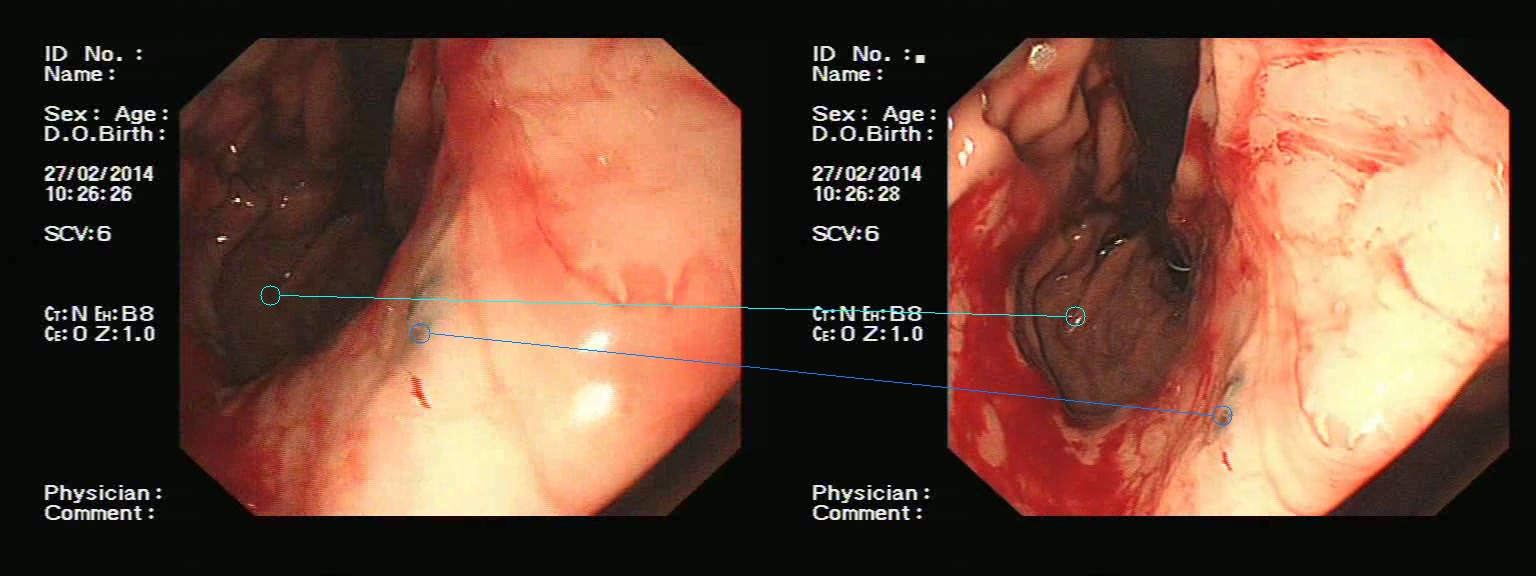 ID No. :
Name :
Sex : Age :
D.O.Birth :
27/02/2014
10:26:26
SCV:6
CT:N EH:B8
CE:0 Z:1.0
Physician :
Comment :
ID No. :
Name :
Sex : Age :
D.O.Birth :
27/02/2014
10:26:28
SCV:6
CT:N EH:B8
CE:0 Z:1.0
Physician :
Comment :